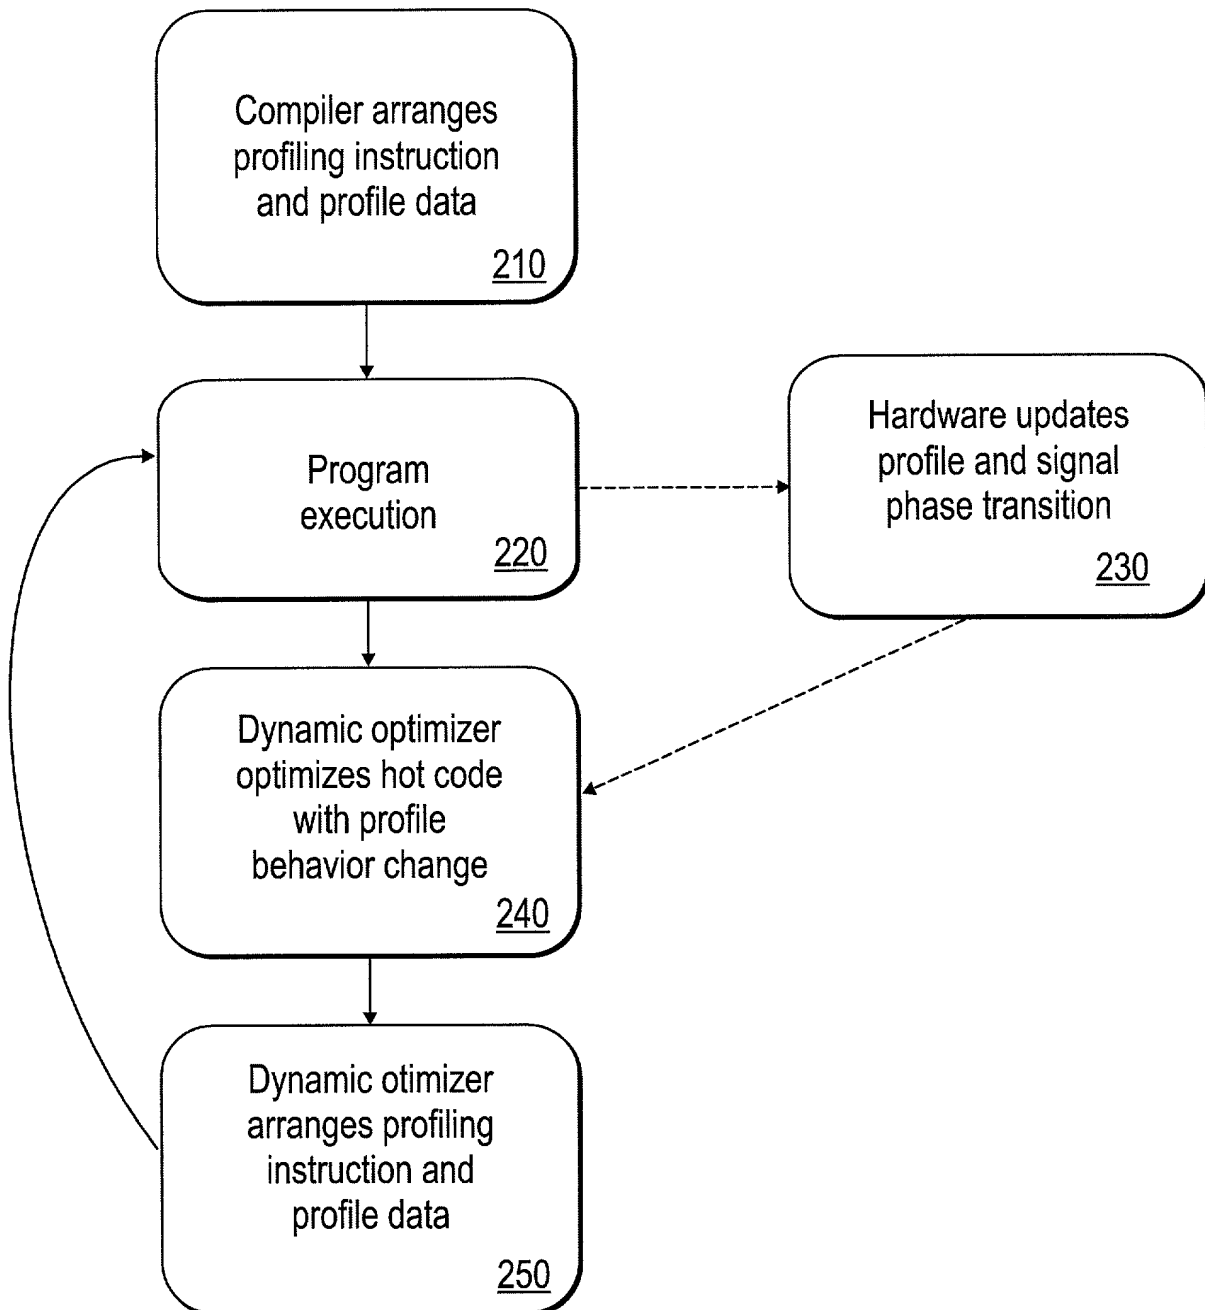 Compiler arranges
profiling instruction
and profile data
210
Program
execution
220
Hardware updates
profile and signal
phase transition
230
Dynamic optimizer
optimizes hot code
with profile
behavior change
240
Dynamic otimizer
arranges profiling
instruction and
profile data
250